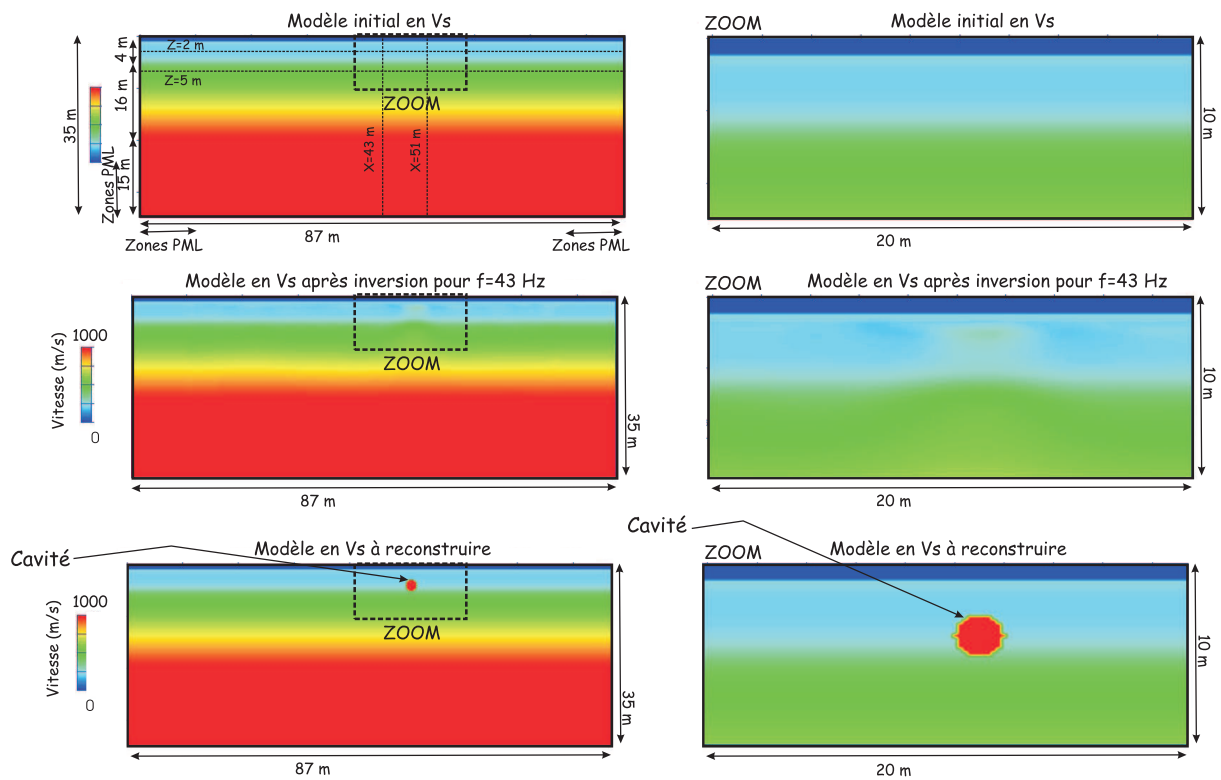 Modèle initial en Vs
Z=2 m
Z=5 m
ZOOM
4 m
16 m
15 m
35 m
Zones PML
X=43 m
X=51 m
Zones PML
87 m
Zones PML
ZOOM
Modèle initial en Vs
10 m
20 m
Modèle en Vs après inversion pour f=43 Hz
Vitesse (m/s)
1000
0
ZOOM
35 m
87 m
ZOOM
Modèle en Vs après inversion pour f=43 Hz
10 m
20 m
Cavité
Modèle en Vs à reconstruire
Vitesse (m/s)
1000
0
ZOOM
35 m
87 m
Cavité
ZOOM
Modèle en Vs à reconstruire
10 m
20 m